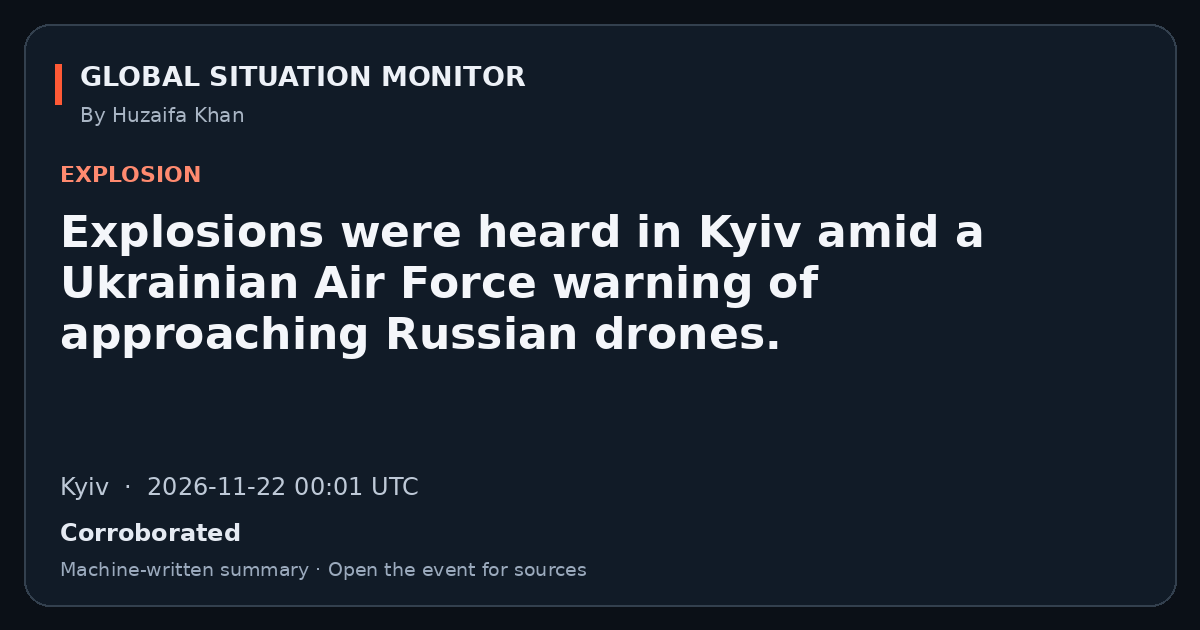 GLOBAL SITUATION MONITOR
By Huzaifa Khan
EXPLOSION
Explosions were heard in Kyiv amid a
Ukrainian Air Force warning of
approaching Russian drones.
Kyiv · 2026-11-22 00:01 UTC
Corroborated
Machine-written summary · Open the event for sources